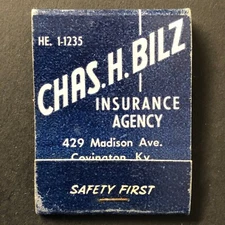 HE. 1-1235
CHAS. H. BILZ
INSURANCE
AGENCY
429 Madison Ave.
Covington, Ky.
SAFETY FIRST